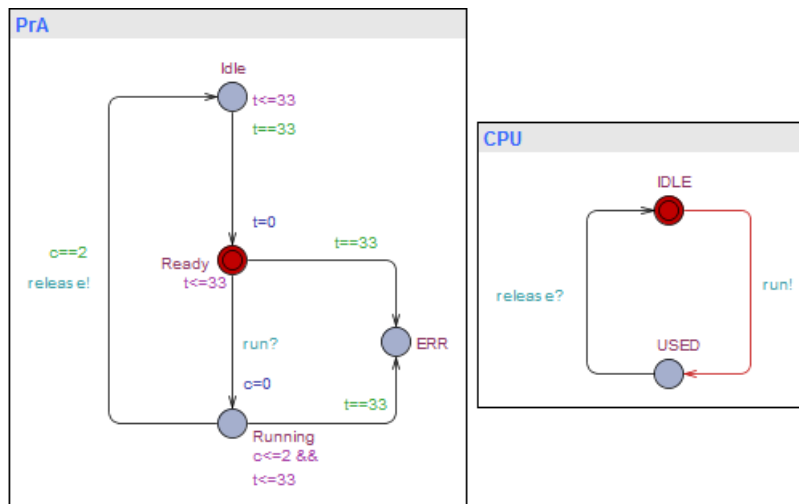 PrA
Idle
t<=33
t==33
t=0
t==33
c==2
Ready
release!
t<=33
run?
ERR
c=0
t==33
Running
c<=2 &&
t<=33
CPU
IDLE
release?
run!
USED